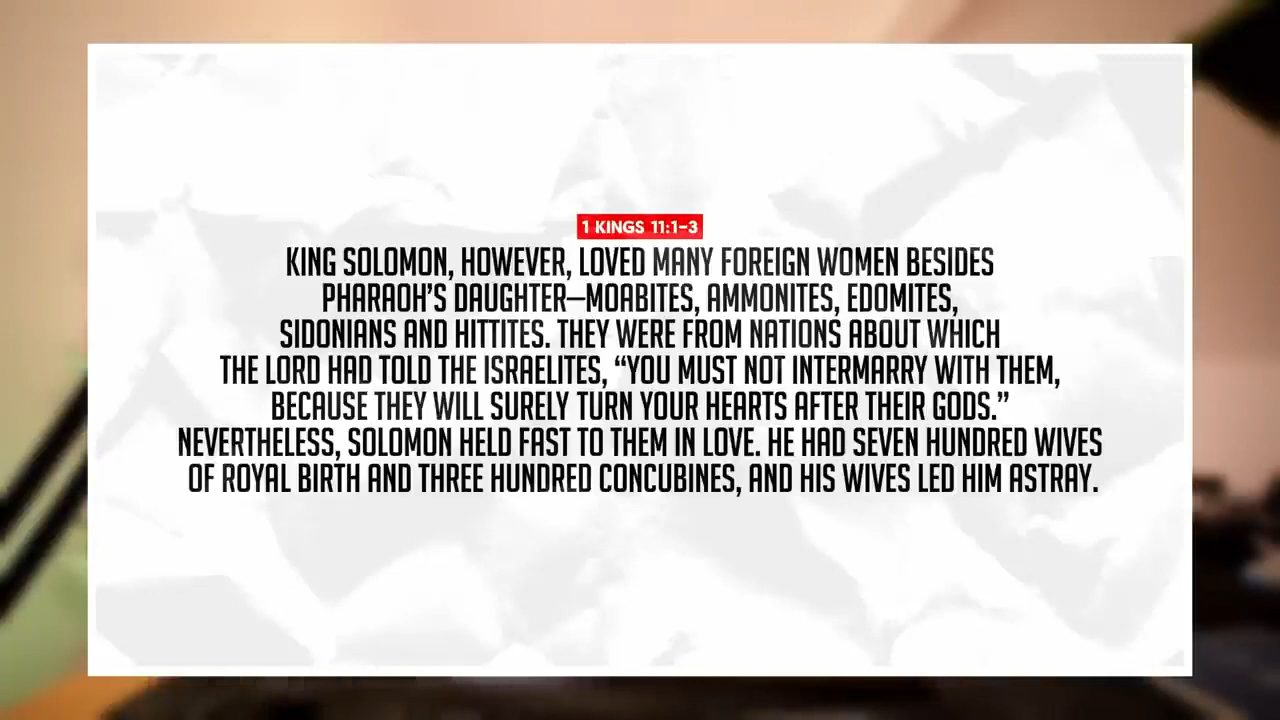 1 KINGS 11:1-3
KING SOLOMON, HOWEVER, LOVED MANY FOREIGN WOMEN BESIDES
PHARAOH’S DAUGHTER—MOABITES, AMMONITES, EDOMITES,
SIDONIANS AND HITTITES. THEY WERE FROM NATIONS ABOUT WHICH
THE LORD HAD TOLD THE ISRAELITES, “YOU MUST NOT INTERMARRY WITH THEM,
BECAUSE THEY WILL SURELY TURN YOUR HEARTS AFTER THEIR GODS.”
NEVERTHELESS, SOLOMON HELD FAST TO THEM IN LOVE. HE HAD SEVEN HUNDRED WIVES
OF ROYAL BIRTH AND THREE HUNDRED CONCUBINES, AND HIS WIVES LED HIM ASTRAY.